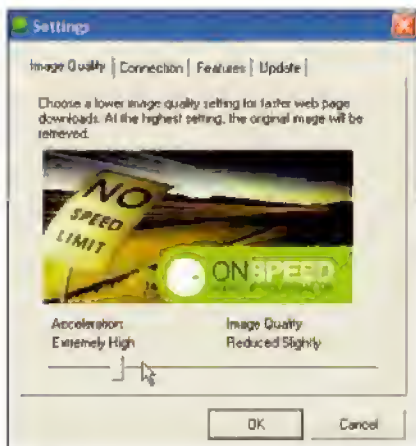 Settings
Image Quality | Connection | Features | Update
Choose a lower image quality setting for faster web page
downloads. At the highest setting, the original image will be
retrieved.
NO
SPEED
LIMIT
ONSPEED
Acceleration: Image Quality
Extremely High Reduced Slightly
OK Cancel